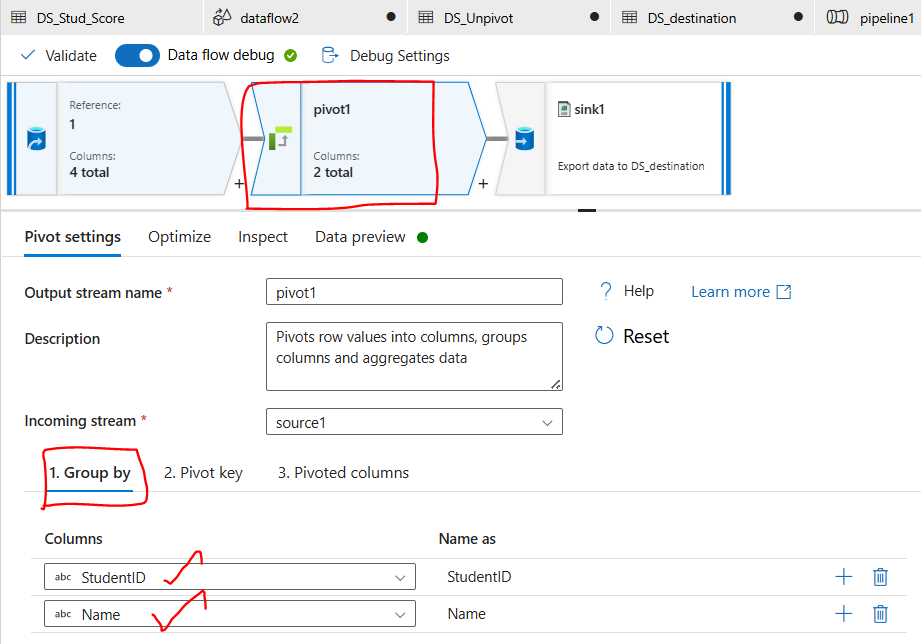 DS_Stud_Score dataflow2 DS_Unpivot DS_destination pipeline1
Validate Data flow debug Debug Settings
Reference:
1
Columns:
4 total
+
pivot1
Columns:
2 total
+
sink1
Export data to DS_destination
Pivot settings Optimize Inspect Data preview
Output stream name * pivot1 ? Help Learn more
Description Pivots row values into columns, groups
columns and aggregates data
Reset
Incoming stream * source1
1. Group by 2. Pivot key 3. Pivoted columns
Columns Name as
abc StudentID StudentID
abc Name Name